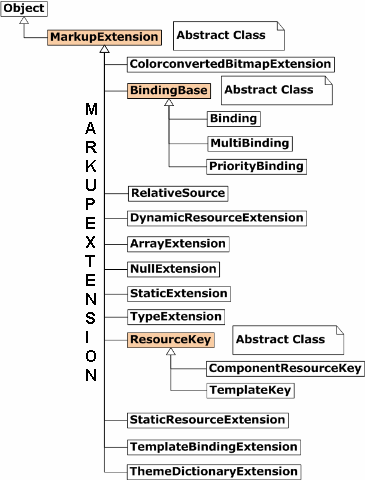 Object
MarkupExtension
Abstract Class
ColorconvertedBitmapExtension
BindingBase
Abstract Class
Binding
MultiBinding
PriorityBinding
MARKUPEXTENSION
RelativeSource
DynamicResourceExtension
ArrayExtension
NullExtension
StaticExtension
TypeExtension
ResourceKey
Abstract Class
ComponentResourceKey
TemplateKey
StaticResourceExtension
TemplateBindingExtension
ThemeDictionaryExtension